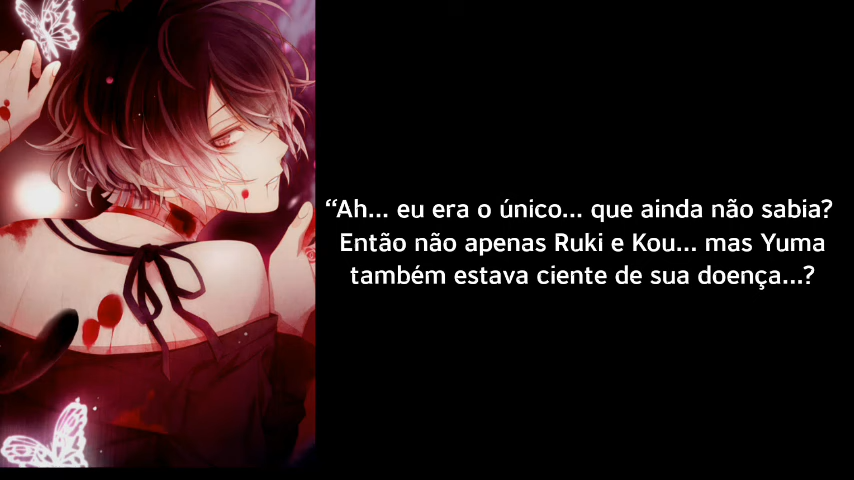 “Ah... eu era o único... que ainda não sabia?
Então não apenas Ruki e Kou... mas Yuma
também estava ciente de sua doença...?